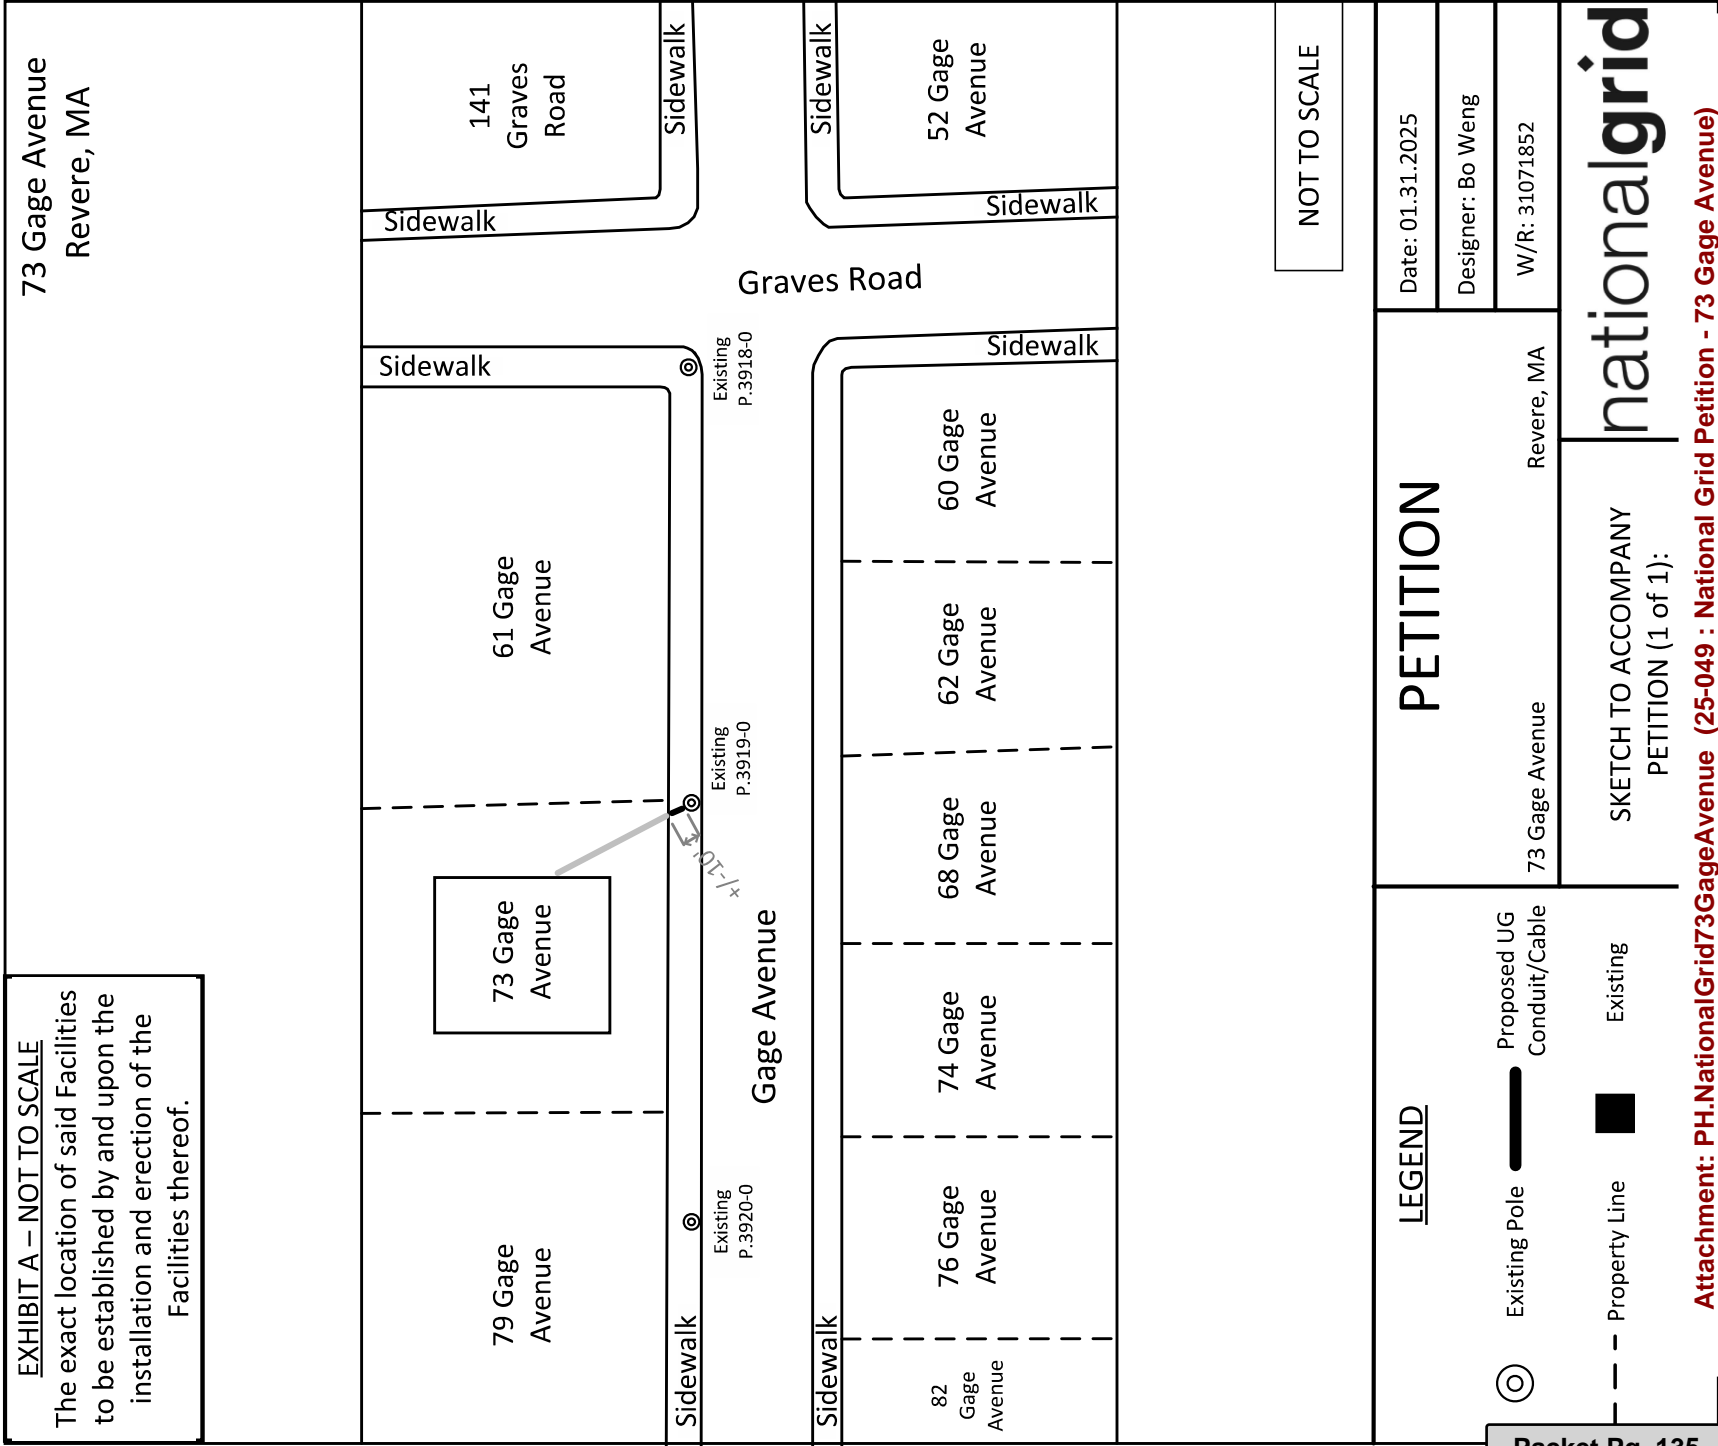 EXHIBIT A – NOT TO SCALE
The exact location of said Facilities
to be established by and upon the
installation and erection of the
Facilities thereof.
73 Gage Avenue
Revere, MA
79 Gage
Avenue
73 Gage
Avenue
61 Gage
Avenue
141
Graves
Road
Sidewalk
Sidewalk
Sidewalk
Sidewalk
Existing
P.3920-0
Existing
P.3919-0
Existing
P.3918-0
+/-10'
Gage Avenue
Graves Road
Sidewalk
Sidewalk
Sidewalk
Sidewalk
82
Gage
Avenue
76 Gage
Avenue
74 Gage
Avenue
68 Gage
Avenue
62 Gage
Avenue
60 Gage
Avenue
52 Gage
Avenue
NOT TO SCALE
LEGEND
Existing Pole
Proposed UG
Conduit/Cable
Property Line
Existing
PETITION
73 Gage Avenue
Revere, MA
Date: 01.31.2025
Designer: Bo Weng
W/R: 31071852
SKETCH TO ACCOMPANY
PETITION (1 of 1):
nationalgrid
Attachment: PH.NationalGrid73GageAvenue (25-049 : National Grid Petition - 73 Gage Avenue)
Packet Pg. 135